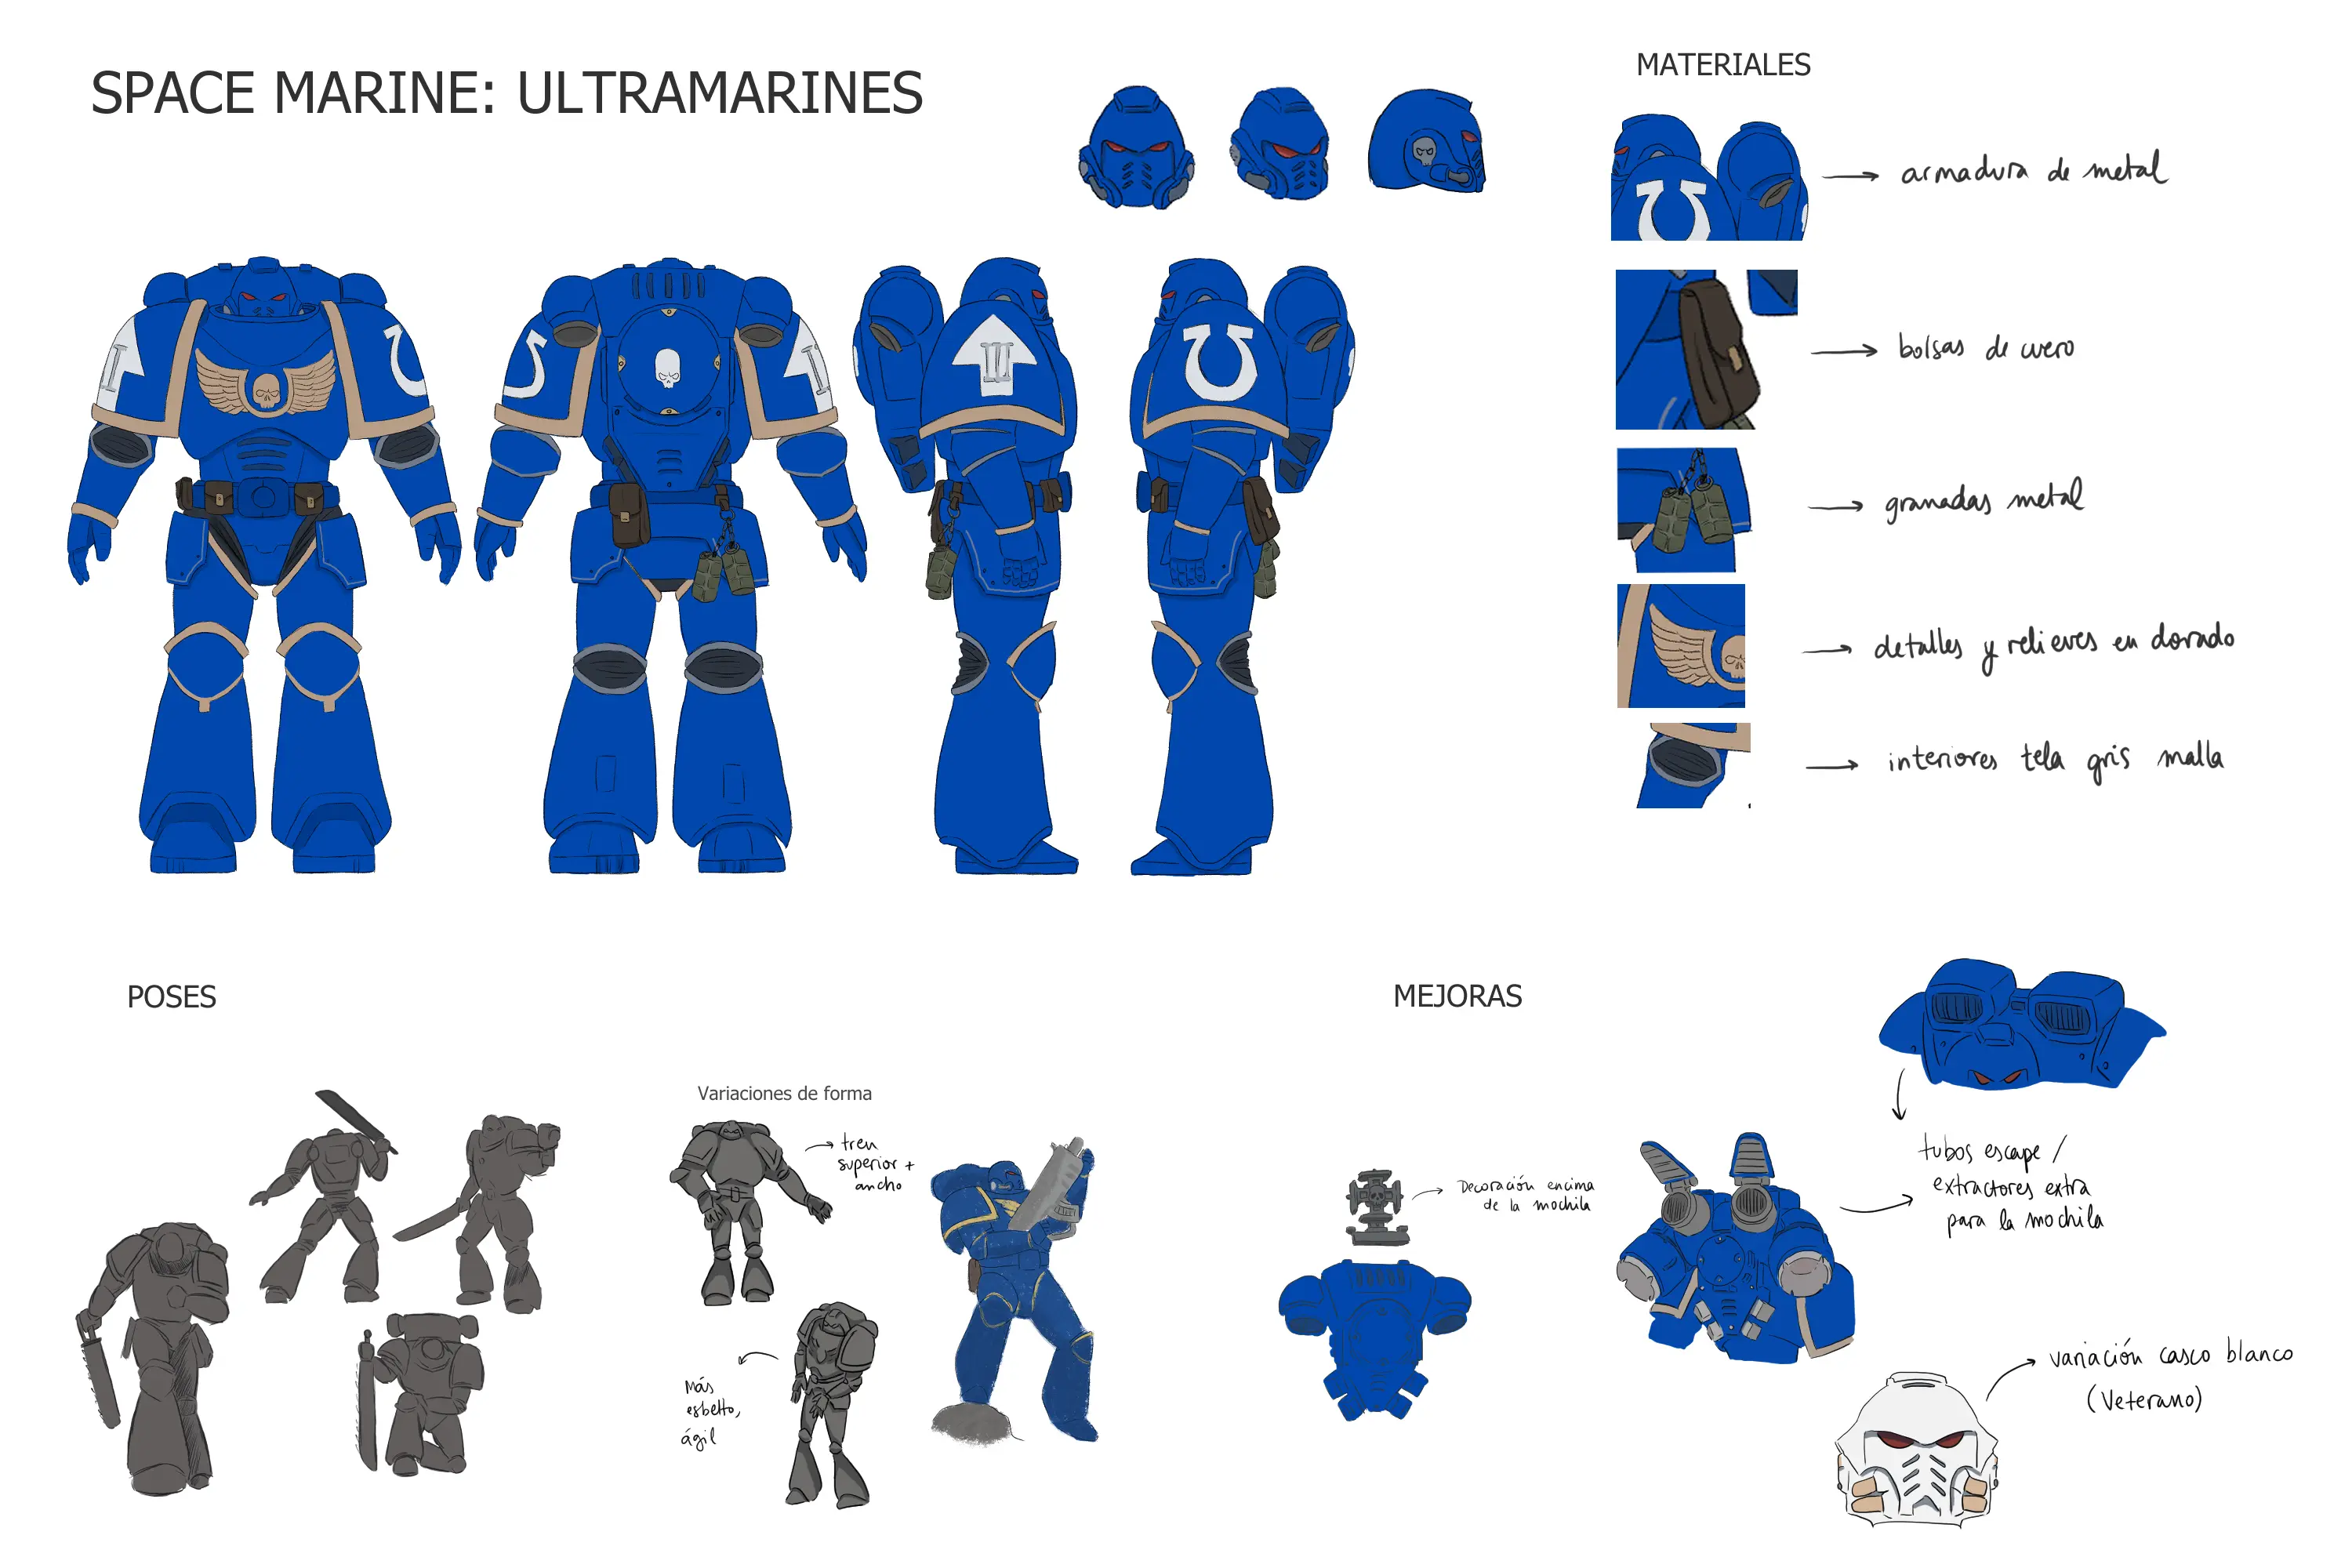 SPACE MARINE: ULTRAMARINES
MATERIALES
armadura de metal
bolsas de cuero
granadas metal
detalles y relieves en dorado
interiores tela gris malla
III
POSES
Variaciones de forma
tren
superior +
ancho
Más
esbelto,
ágil
MEJORAS
Decoración encima
de la mochila
tubos escape /
extractores extra
para la mochila
variación casco blanco
(Veterano)